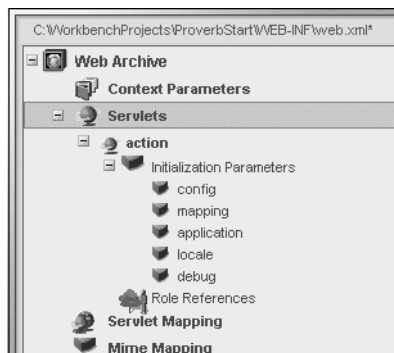 C:\WorkbenchProjects\ProverbStart\WEB-INF\web.xml*
Web Archive
Context Parameters
Servlets
action
Initialization Parameters
config
mapping
application
locale
debug
Role References
Servlet Mapping
Mime Mapping